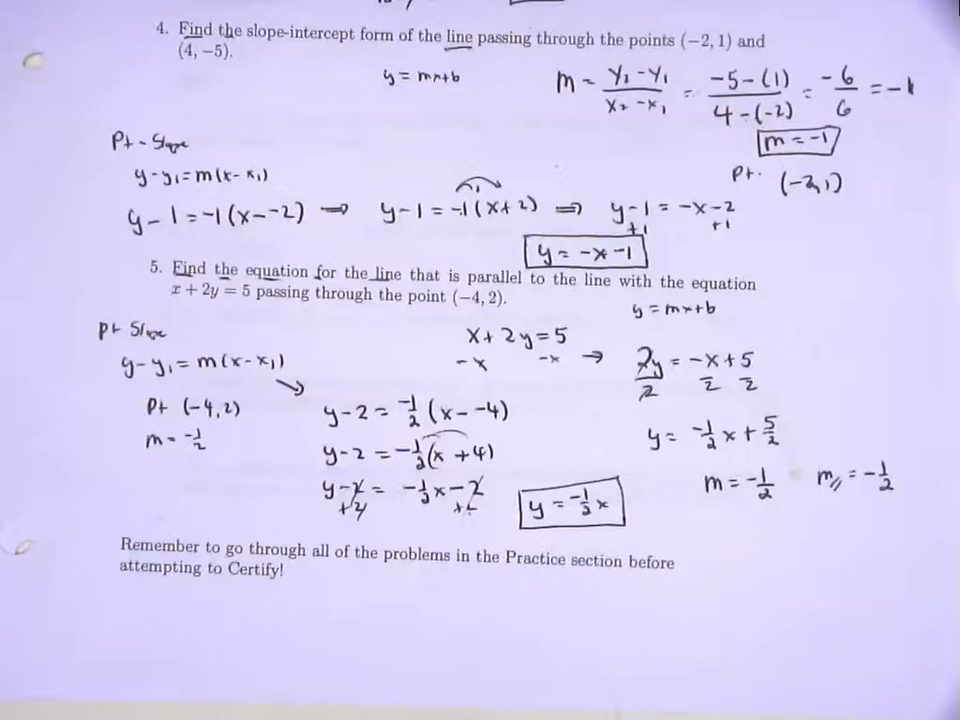 4. Find the slope-intercept form of the line passing through the points (−2, 1) and
(4, −5).
y = mx+b
m = y₂-y₁/x₂-x₁ = -5-(1)/4-(-2) = -6/6 = -1
m = -1
Pt - Slope
Pt. (-2,1)
y-y₁ = m(x-x₁)
y-1 = -1(x--2) ⇒ y-1 = -1(x+2) ⇒ y-1 = -x-2
+1 +1
y = -x-1
5. Find the equation for the line that is parallel to the line with the equation
x + 2y = 5 passing through the point (−4, 2).
y = mx+b
Pt Slope
x + 2y = 5
-x -x → 2y/2 = -x/2 + 5/2
y-y₁ = m(x-x₁)
Pt (-4,2)
y-2 = -1/2 (x--4)
m = -1/2
y = -1/2 x + 5/2
y-2 = -1/2 (x+4)
m = -1/2 m// = -1/2
y-2 = -1/2 x - 2
+2 +2
y = -1/2 x
Remember to go through all of the problems in the Practice section before
attempting to Certify!